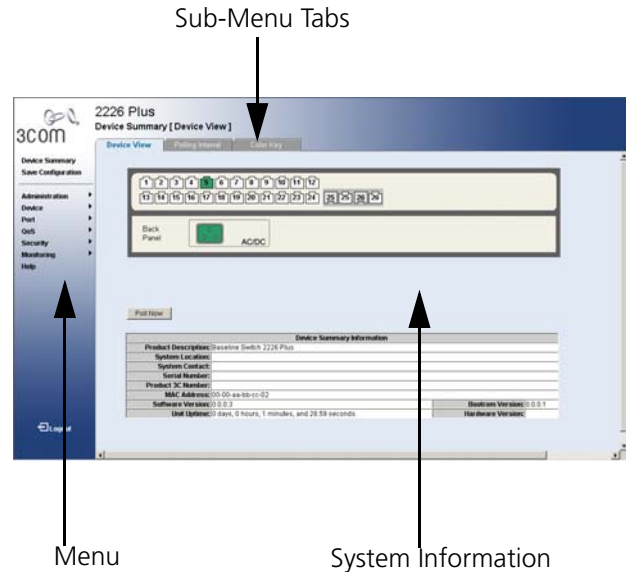 Sub-Menu Tabs
3com
2226 Plus
Device Summary [ Device View ]
Device View Polling Interval Color Key
Device Summary
Save Configuration
Administration
Device
Port
QoS
Security
Monitoring
Help
Logout
1 2 3 4 5 6 7 8 9 10 11 12
13 14 15 16 17 18 19 20 21 22 23 24 25 25 26 26
Back
Panel
AC/DC
Poll Now
Device Summary Information
Product Description: Baseline Switch 2226 Plus
System Location:
System Contact:
Serial Number:
Product 3C Number:
MAC Address: 00-00-aa-bb-cc-02
Software Version: 0.0.0.3 Bootrom Version: 0.0.0.1
Unit Uptime: 0 days, 0 hours, 1 minutes, and 28.59 seconds Hardware Version:
Menu
System Information